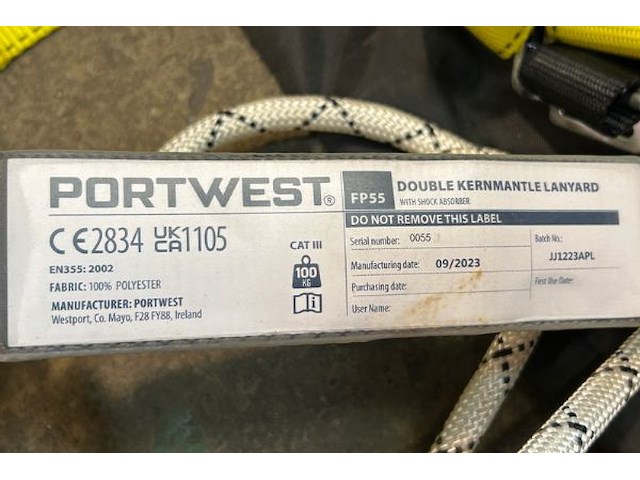 PORTWEST®
CE2834 UKCA1105
EN355: 2002
FABRIC: 100% POLYESTER
MANUFACTURER: PORTWEST
Westport, Co. Mayo, F28 FY88, Ireland
CAT III
100
KG
i
FP55 DOUBLE KERNMANTLE LANYARD
WITH SHOCK ABSORBER
DO NOT REMOVE THIS LABEL
Serial number: 0055
Batch No.:
Manufacturing date: 09/2023
JJ1223APL
Purchasing date:
First Use Date:
User Name: